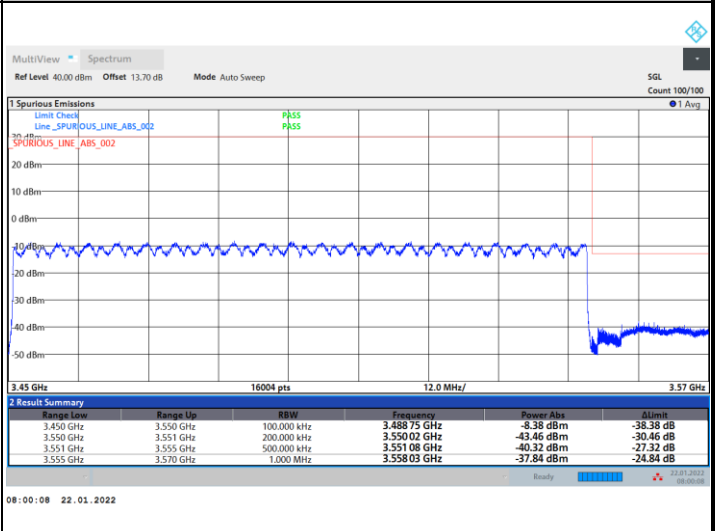 MultiView Spectrum
Ref Level 40.00 dBm Offset 13.70 dB Mode Auto Sweep SGL
Count 100/100
1 Spurious Emissions 1 Avg
Limit Check PASS
Line _SPURIOUS_LINE_ABS_002 PASS
30 dBm
_SPURIOUS_LINE_ABS_002
20 dBm
10 dBm
0 dBm
-10 dBm
-20 dBm
-30 dBm
-40 dBm
-50 dBm
3.45 GHz 16004 pts 12.0 MHz/ 3.57 GHz
2 Result Summary
Range Low Range Up RBW Frequency Power Abs ΔLimit
3.450 GHz 3.550 GHz 100.000 kHz 3.48875 GHz -8.38 dBm -38.38 dB
3.550 GHz 3.551 GHz 200.000 kHz 3.55002 GHz -43.46 dBm -30.46 dB
3.551 GHz 3.555 GHz 500.000 kHz 3.55108 GHz -40.32 dBm -27.32 dB
3.555 GHz 3.570 GHz 1.000 MHz 3.55803 GHz -37.84 dBm -24.84 dB
Ready 22.01.2022
08:00:08
08:00:08 22.01.2022